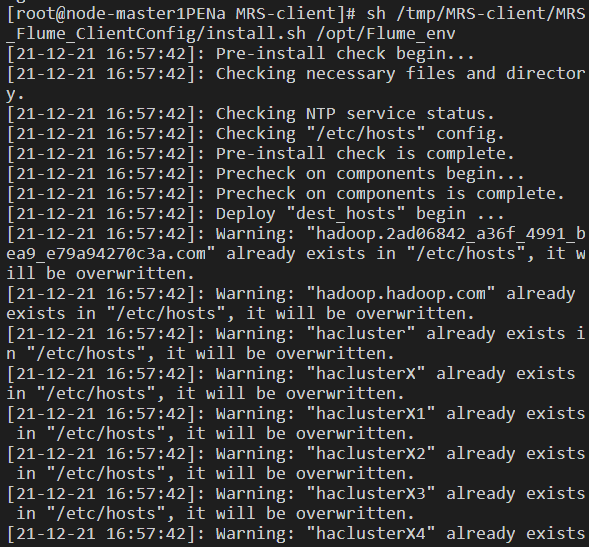 [root@node-master1PENa MRS-client]# sh /tmp/MRS-client/MRS
_Flume_ClientConfig/install.sh /opt/Flume_env
[21-12-21 16:57:42]: Pre-install check begin...
[21-12-21 16:57:42]: Checking necessary files and director
y.
[21-12-21 16:57:42]: Checking NTP service status.
[21-12-21 16:57:42]: Checking "/etc/hosts" config.
[21-12-21 16:57:42]: Pre-install check is complete.
[21-12-21 16:57:42]: Precheck on components begin...
[21-12-21 16:57:42]: Precheck on components is complete.
[21-12-21 16:57:42]: Deploy "dest_hosts" begin ...
[21-12-21 16:57:42]: Warning: "hadoop.2ad06842_a36f_4991_b
ea9_e79a94270c3a.com" already exists in "/etc/hosts", it w
ill be overwritten.
[21-12-21 16:57:42]: Warning: "hadoop.hadoop.com" already
exists in "/etc/hosts", it will be overwritten.
[21-12-21 16:57:42]: Warning: "hacluster" already exists i
n "/etc/hosts", it will be overwritten.
[21-12-21 16:57:42]: Warning: "haclusterX" already exists
in "/etc/hosts", it will be overwritten.
[21-12-21 16:57:42]: Warning: "haclusterX1" already exists
 in "/etc/hosts", it will be overwritten.
[21-12-21 16:57:42]: Warning: "haclusterX2" already exists
 in "/etc/hosts", it will be overwritten.
[21-12-21 16:57:42]: Warning: "haclusterX3" already exists
 in "/etc/hosts", it will be overwritten.
[21-12-21 16:57:42]: Warning: "haclusterX4" already exists